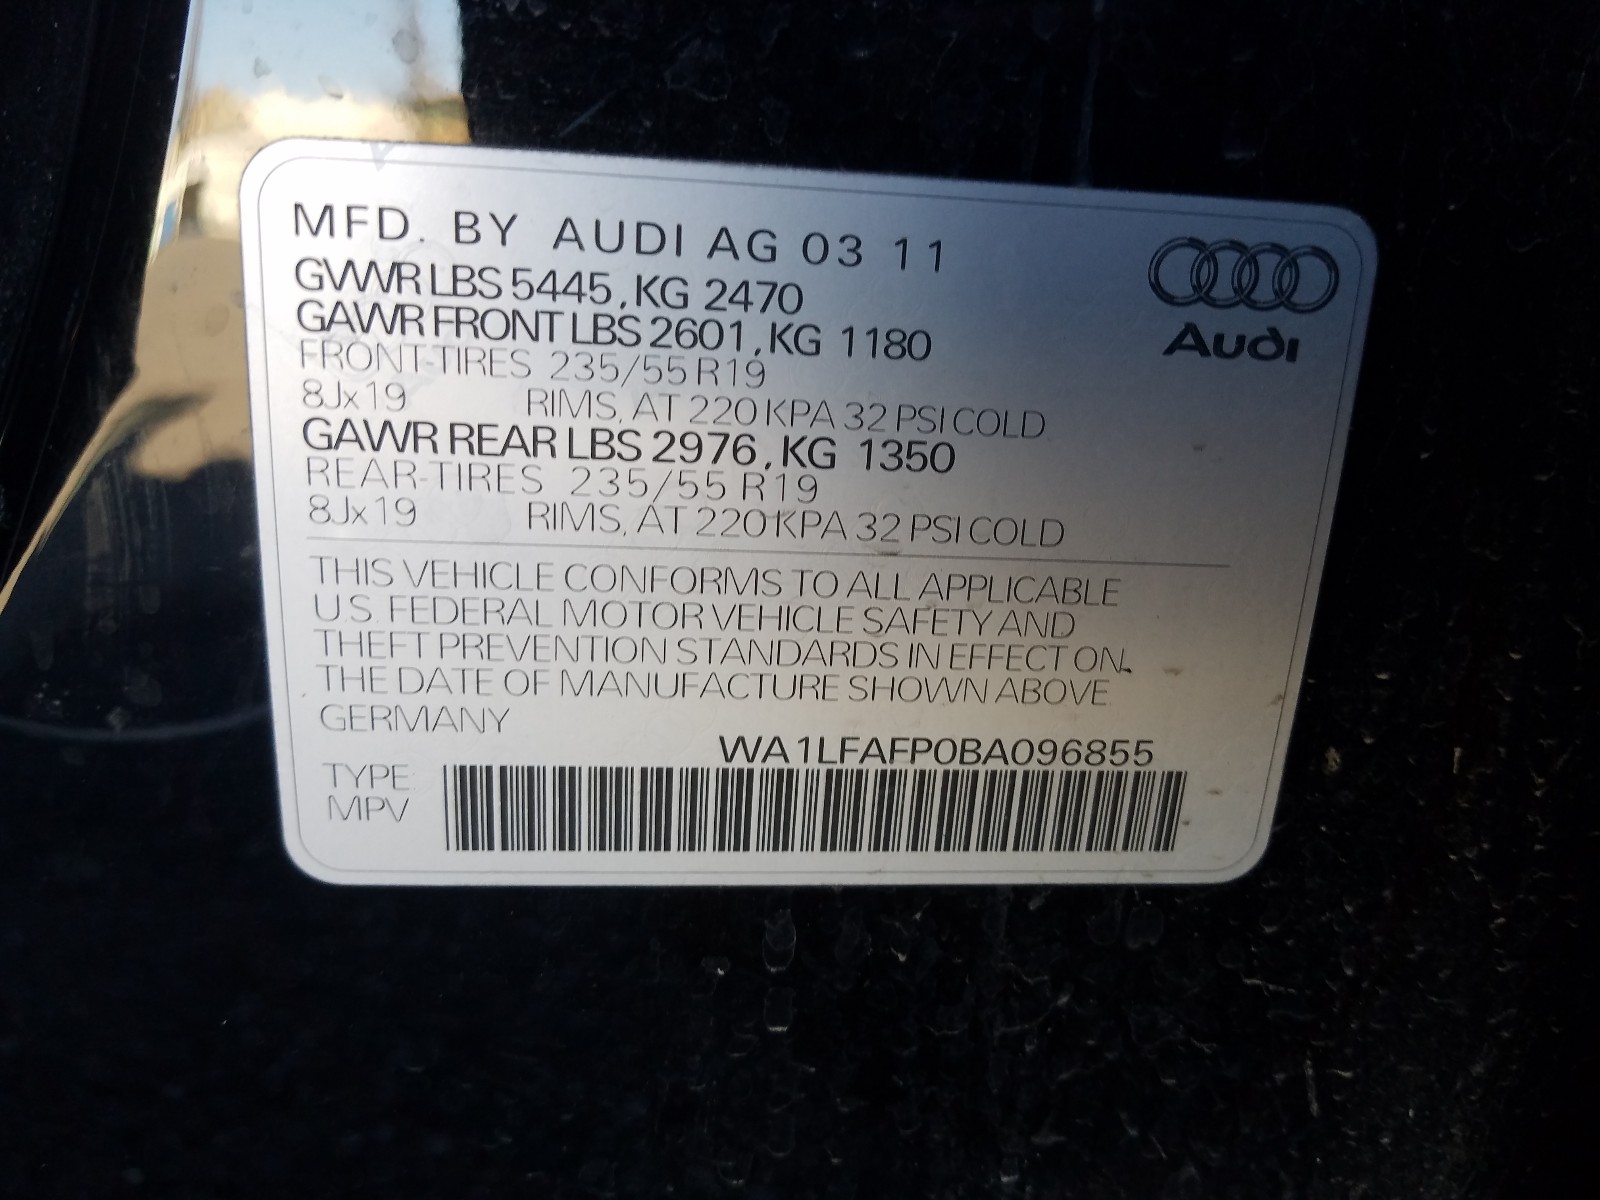 MFD. BY AUDI AG 03 11
GVWR LBS 5445, KG 2470
GAWR FRONT LBS 2601, KG 1180
FRONT-TIRES 235/55 R19
8Jx19 RIMS, AT 220 KPA 32 PSI COLD
GAWR REAR LBS 2976, KG 1350
REAR-TIRES 235/55 R19
8Jx19 RIMS, AT 220 KPA 32 PSI COLD
Audi
THIS VEHICLE CONFORMS TO ALL APPLICABLE
U.S. FEDERAL MOTOR VEHICLE SAFETY AND
THEFT PREVENTION STANDARDS IN EFFECT ON
THE DATE OF MANUFACTURE SHOWN ABOVE
GERMANY
WA1LFAFP0BA096855
TYPE:
MPV